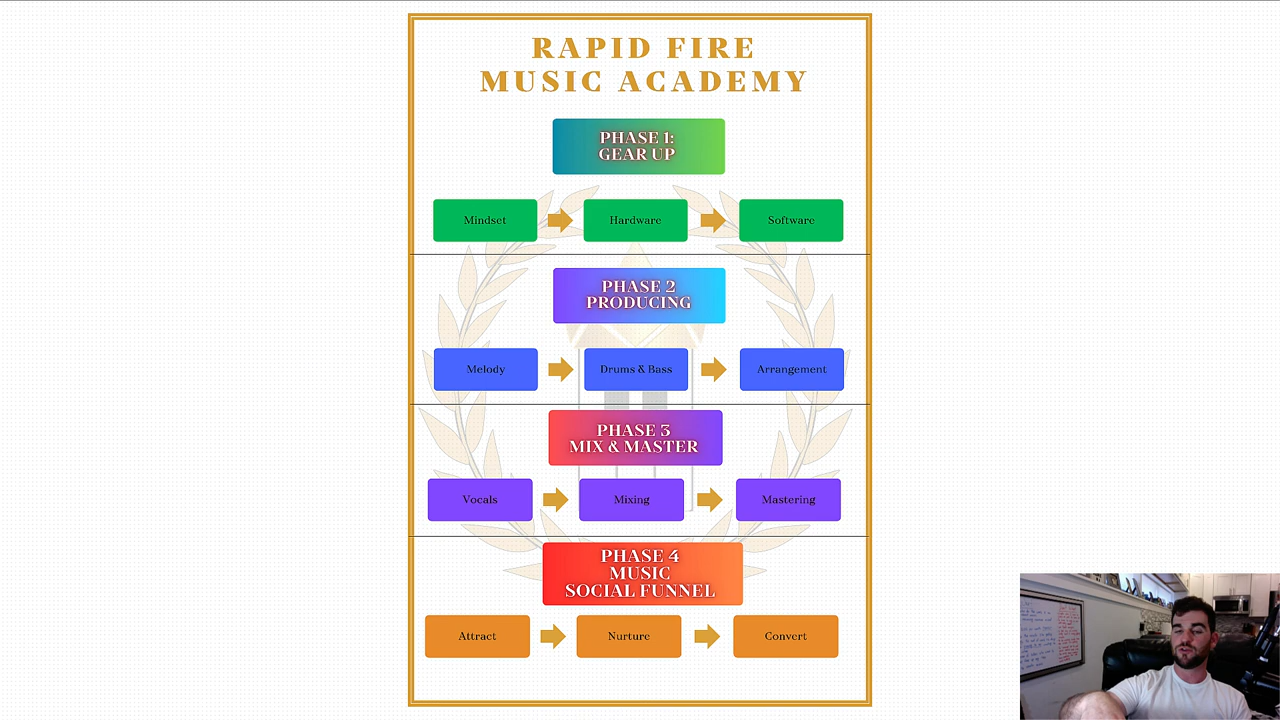 RAPID FIRE
MUSIC ACADEMY
PHASE 1:
GEAR UP
Mindset
Hardware
Software
PHASE 2
PRODUCING
Melody
Drums & Bass
Arrangement
PHASE 3
MIX & MASTER
Vocals
Mixing
Mastering
PHASE 4
MUSIC
SOCIAL FUNNEL
Attract
Nurture
Convert